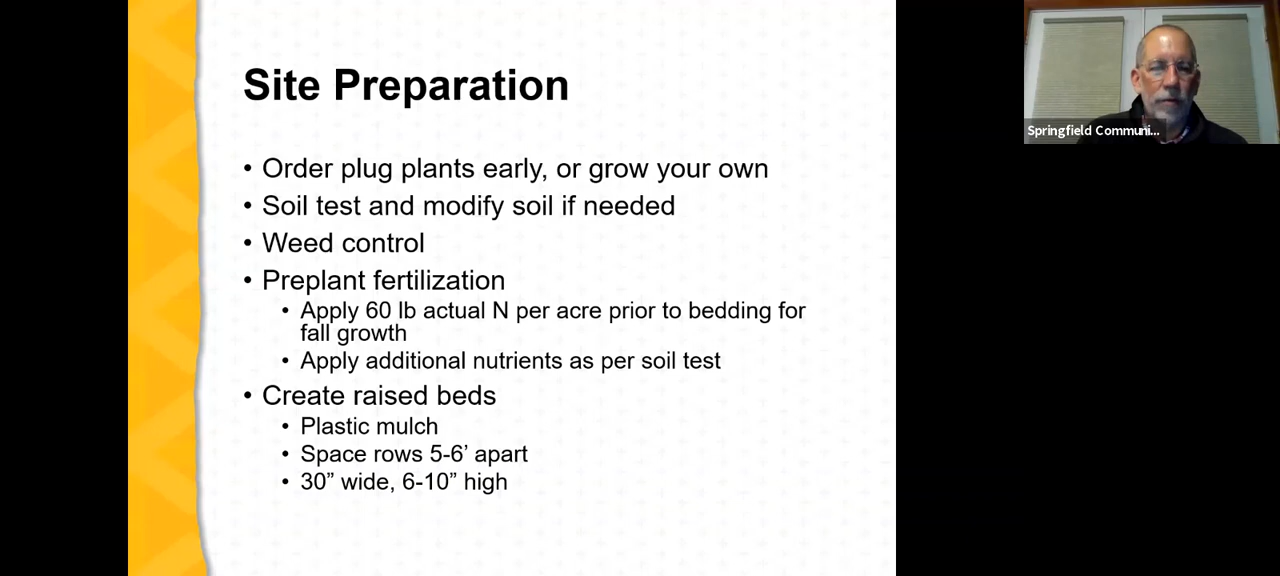 Site Preparation
• Order plug plants early, or grow your own
• Soil test and modify soil if needed
• Weed control
• Preplant fertilization
• Apply 60 lb actual N per acre prior to bedding for
fall growth
• Apply additional nutrients as per soil test
• Create raised beds
• Plastic mulch
• Space rows 5-6’ apart
• 30” wide, 6-10” high
Springfield Communi...